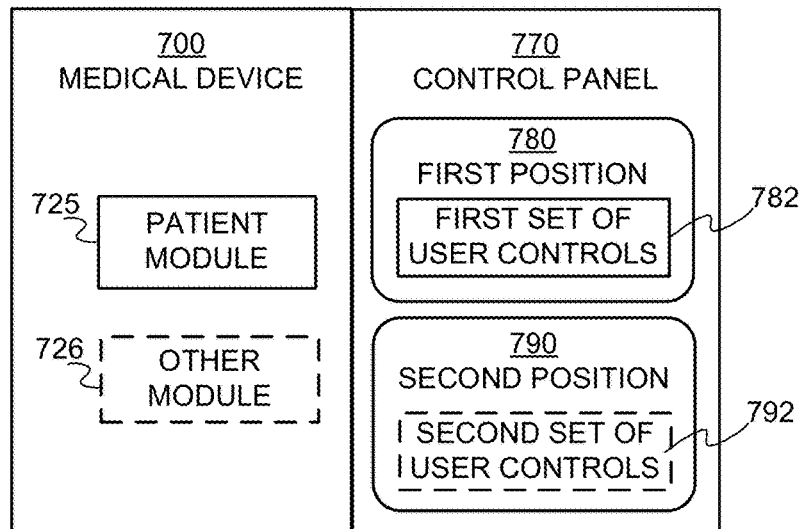 700
MEDICAL DEVICE
725
PATIENT
MODULE
726
OTHER
MODULE
770
CONTROL PANEL
780
FIRST POSITION
FIRST SET OF
USER CONTROLS
782
790
SECOND POSITION
SECOND SET OF
USER CONTROLS
792